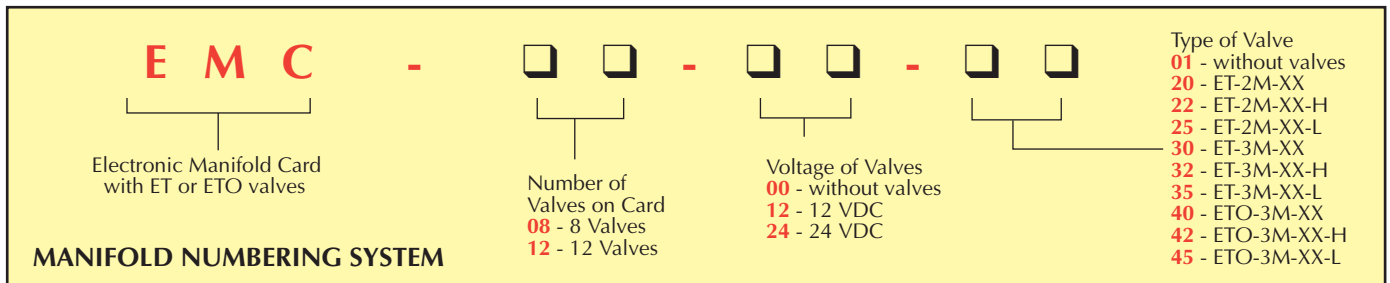 E M C - ❑ ❑ - ❑ ❑ - ❑ ❑
Electronic Manifold Card
with ET or ETO valves
Number of
Valves on Card
08 - 8 Valves
12 - 12 Valves
Voltage of Valves
00 - without valves
12 - 12 VDC
24 - 24 VDC
Type of Valve
01 - without valves
20 - ET-2M-XX
22 - ET-2M-XX-H
25 - ET-2M-XX-L
30 - ET-3M-XX
32 - ET-3M-XX-H
35 - ET-3M-XX-L
40 - ETO-3M-XX
42 - ETO-3M-XX-H
45 - ETO-3M-XX-L
MANIFOLD NUMBERING SYSTEM